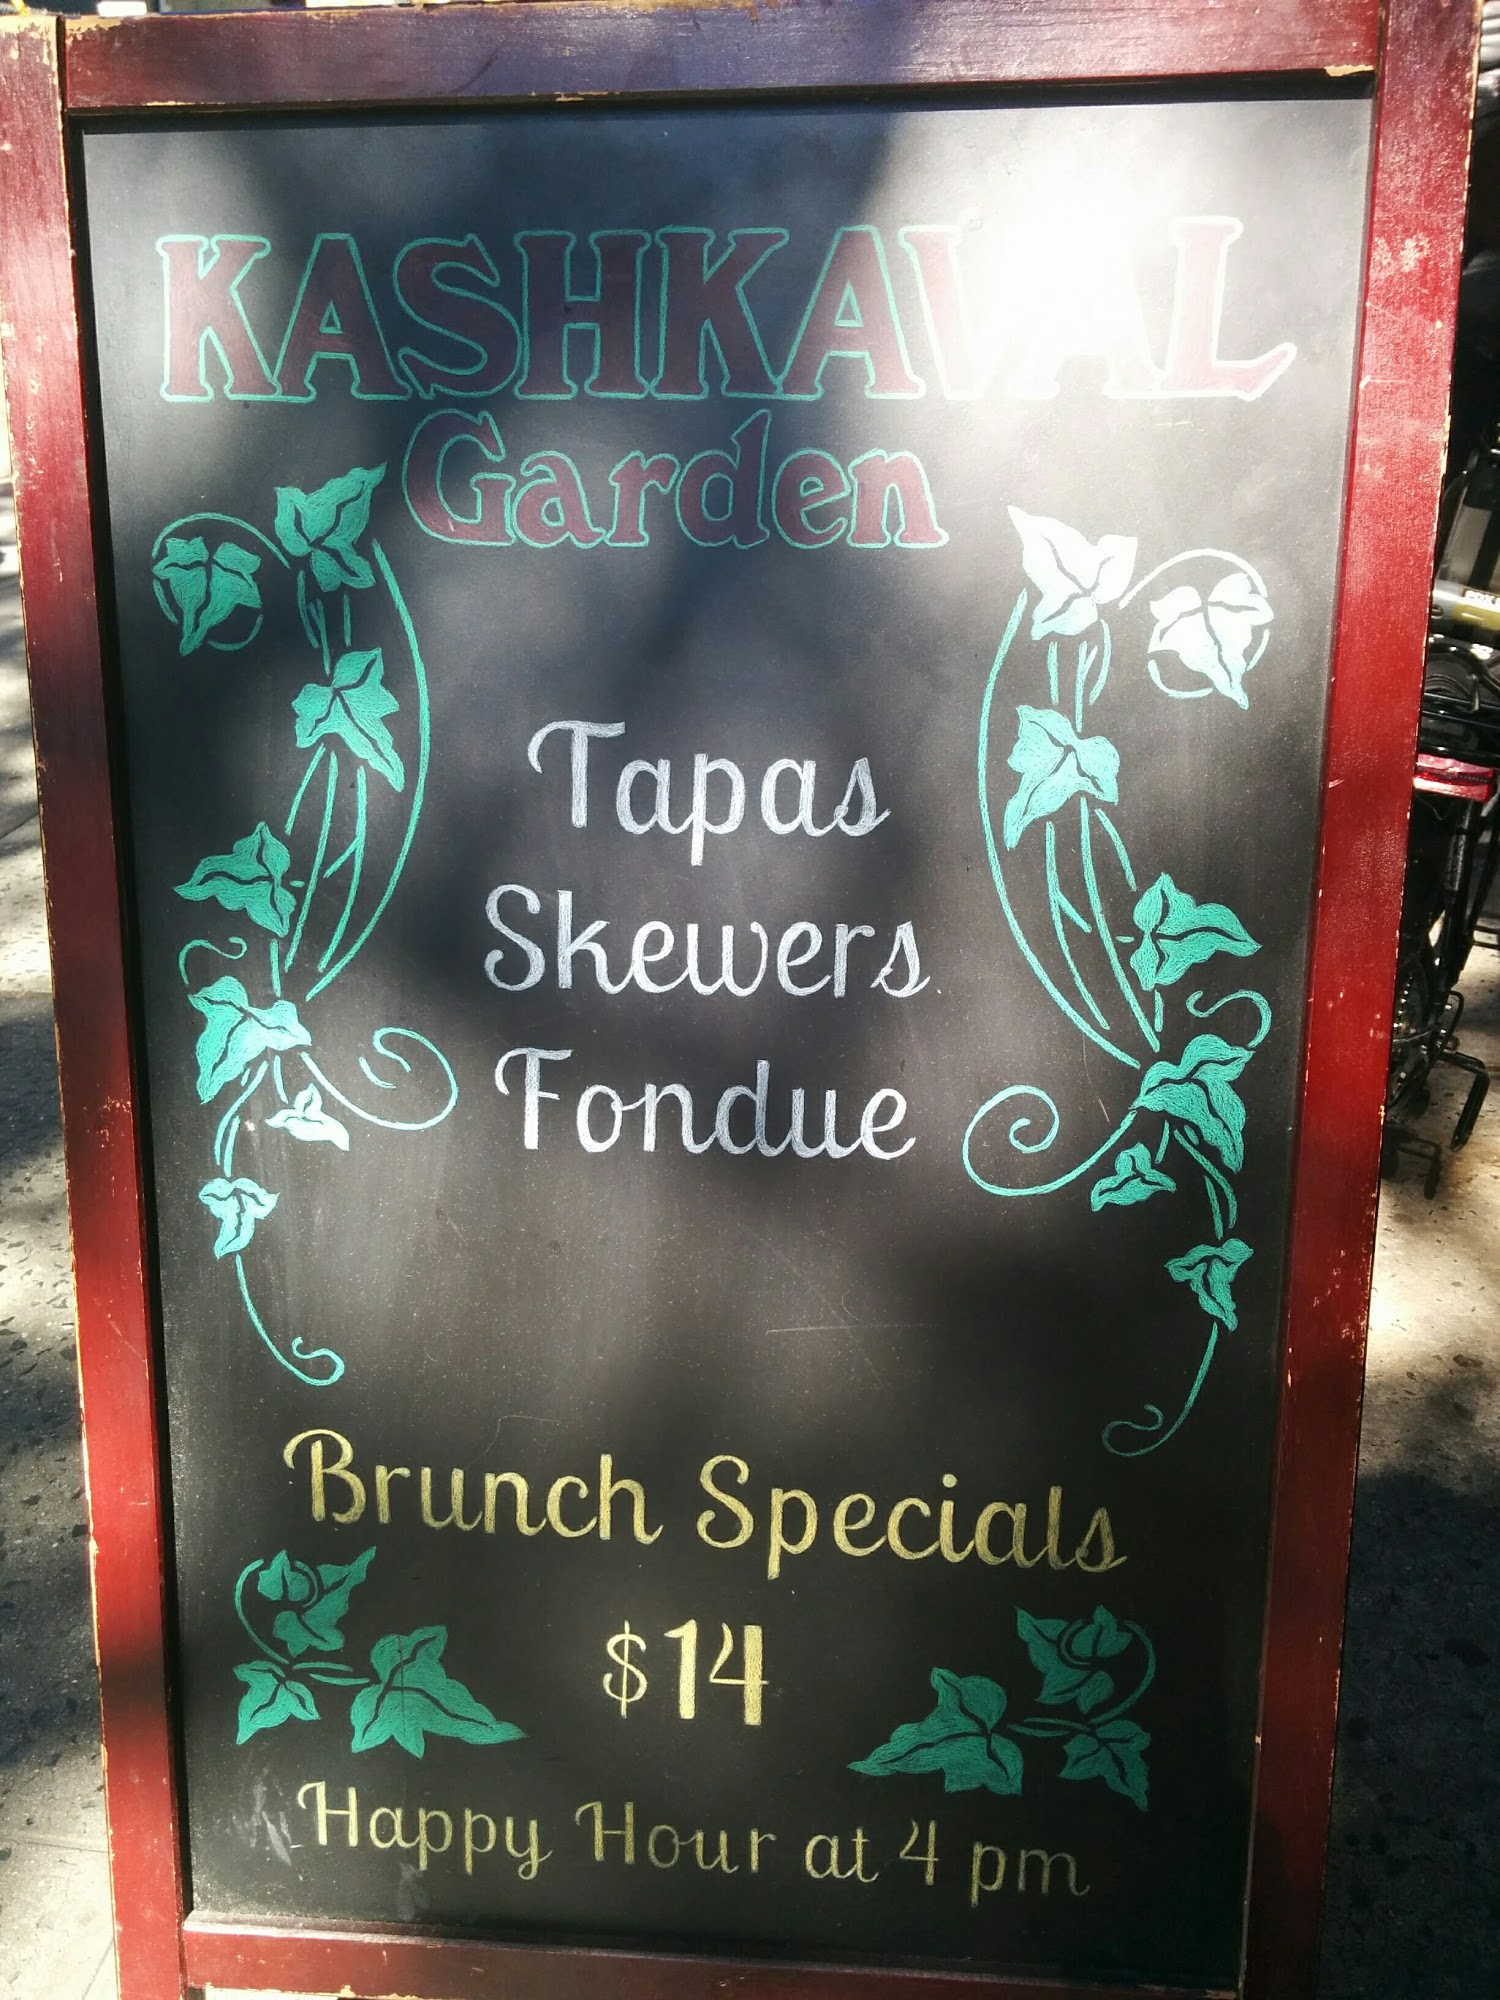 KASHKAVAL
Garden
Tapas
Skewers
Fondue
Brunch Specials
$14
Happy Hour at 4 pm